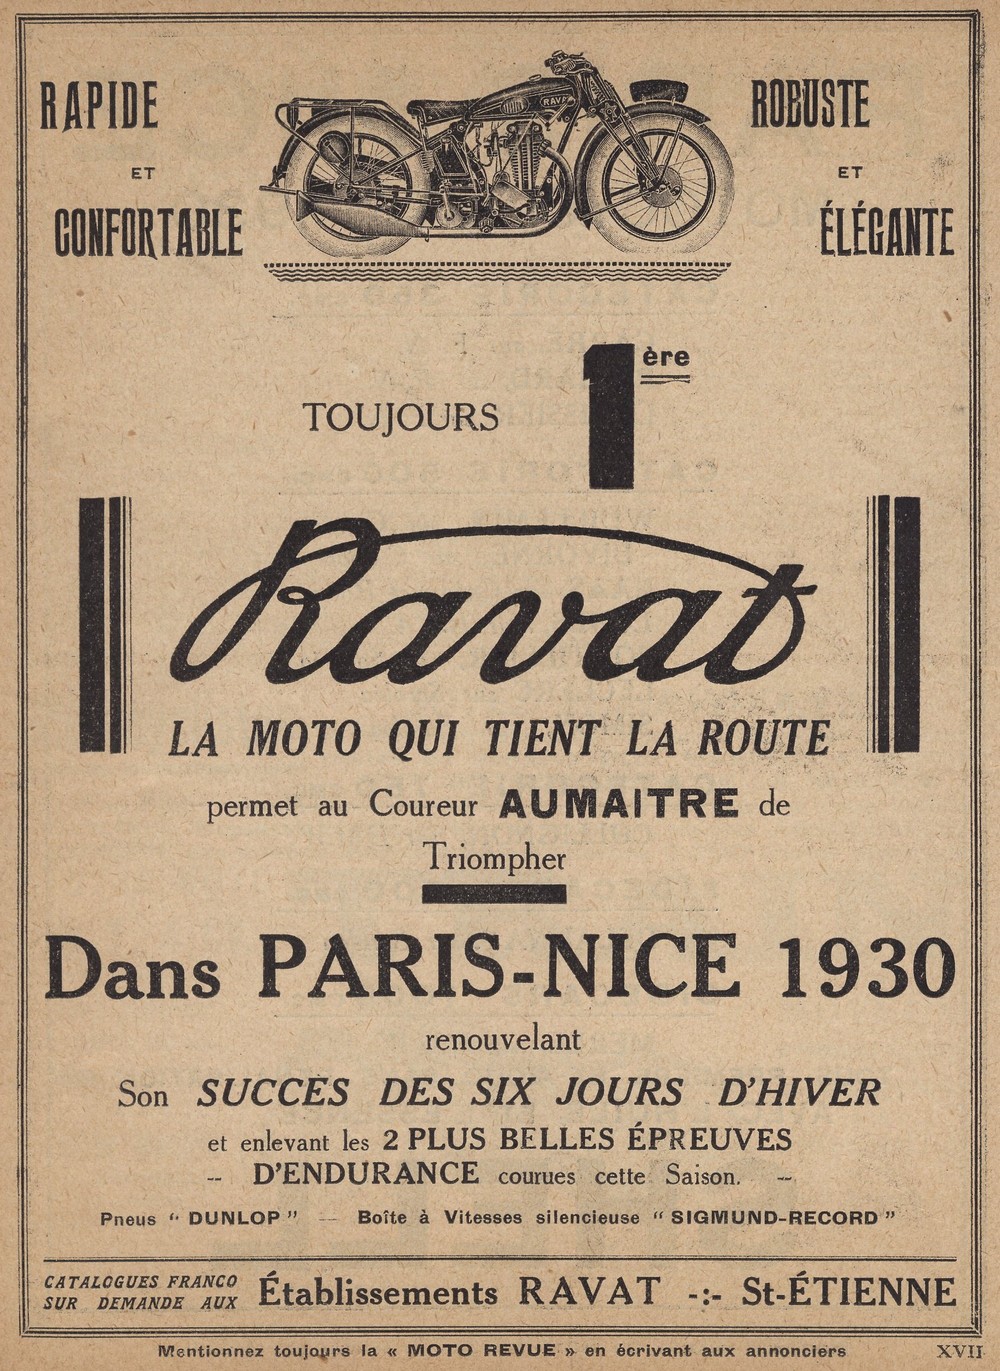 RAPIDE
ET
CONFORTABLE
RAVAT
ROBUSTE
ET
ÉLÉGANTE
TOUJOURS 1ère
Ravat
LA MOTO QUI TIENT LA ROUTE
permet au Coureur AUMAITRE de
Triompher
Dans PARIS-NICE 1930
renouvelant
Son SUCCÈS DES SIX JOURS D'HIVER
et enlevant les 2 PLUS BELLES ÉPREUVES
-- D'ENDURANCE courues cette Saison. --
Pneus “ DUNLOP ” — Boîte à Vitesses silencieuse “ SIGMUND-RECORD ”
CATALOGUES FRANCO
SUR DEMANDE AUX
Établissements RAVAT -:- St-ÉTIENNE
Mentionnez toujours la « MOTO REVUE » en écrivant aux annonciers
XVII